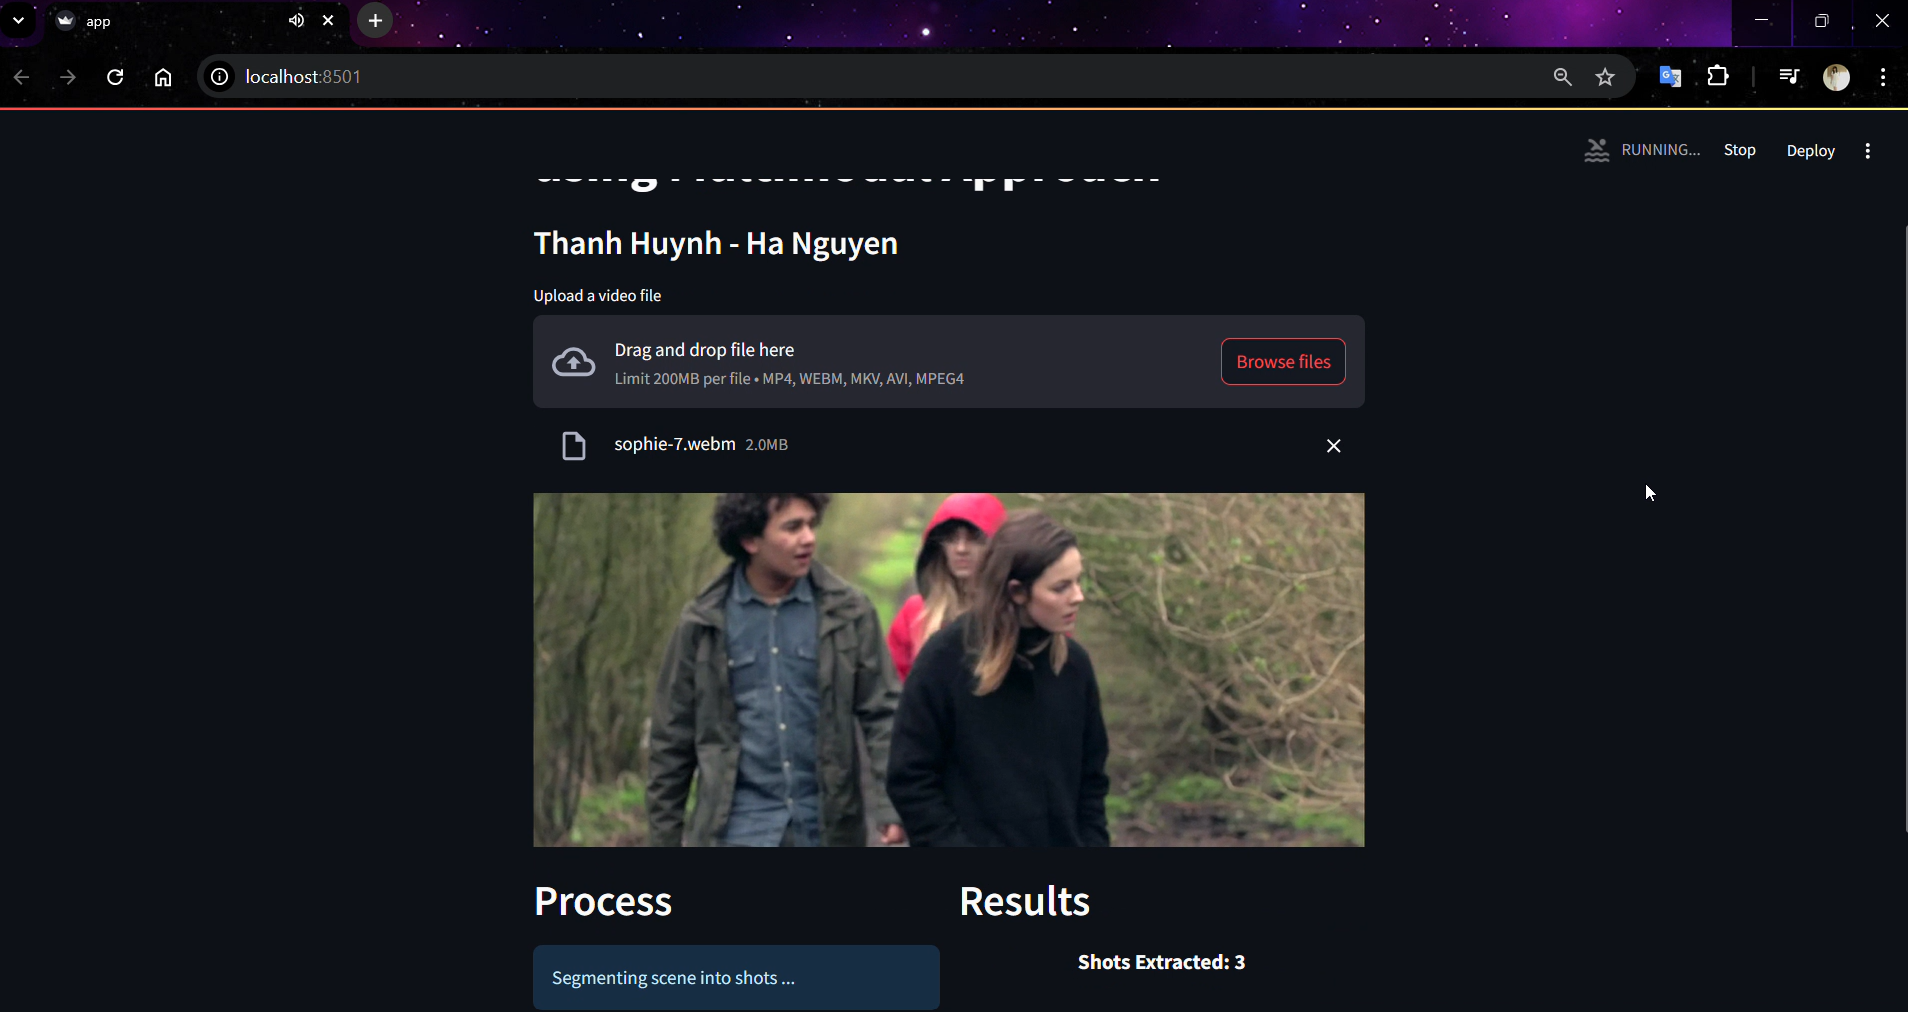 app
localhost:8501
RUNNING... Stop Deploy
Thanh Huynh - Ha Nguyen
Upload a video file
Drag and drop file here
Limit 200MB per file • MP4, WEBM, MKV, AVI, MPEG4
Browse files
sophie-7.webm 2.0MB
Process
Results
Segmenting scene into shots ...
Shots Extracted: 3